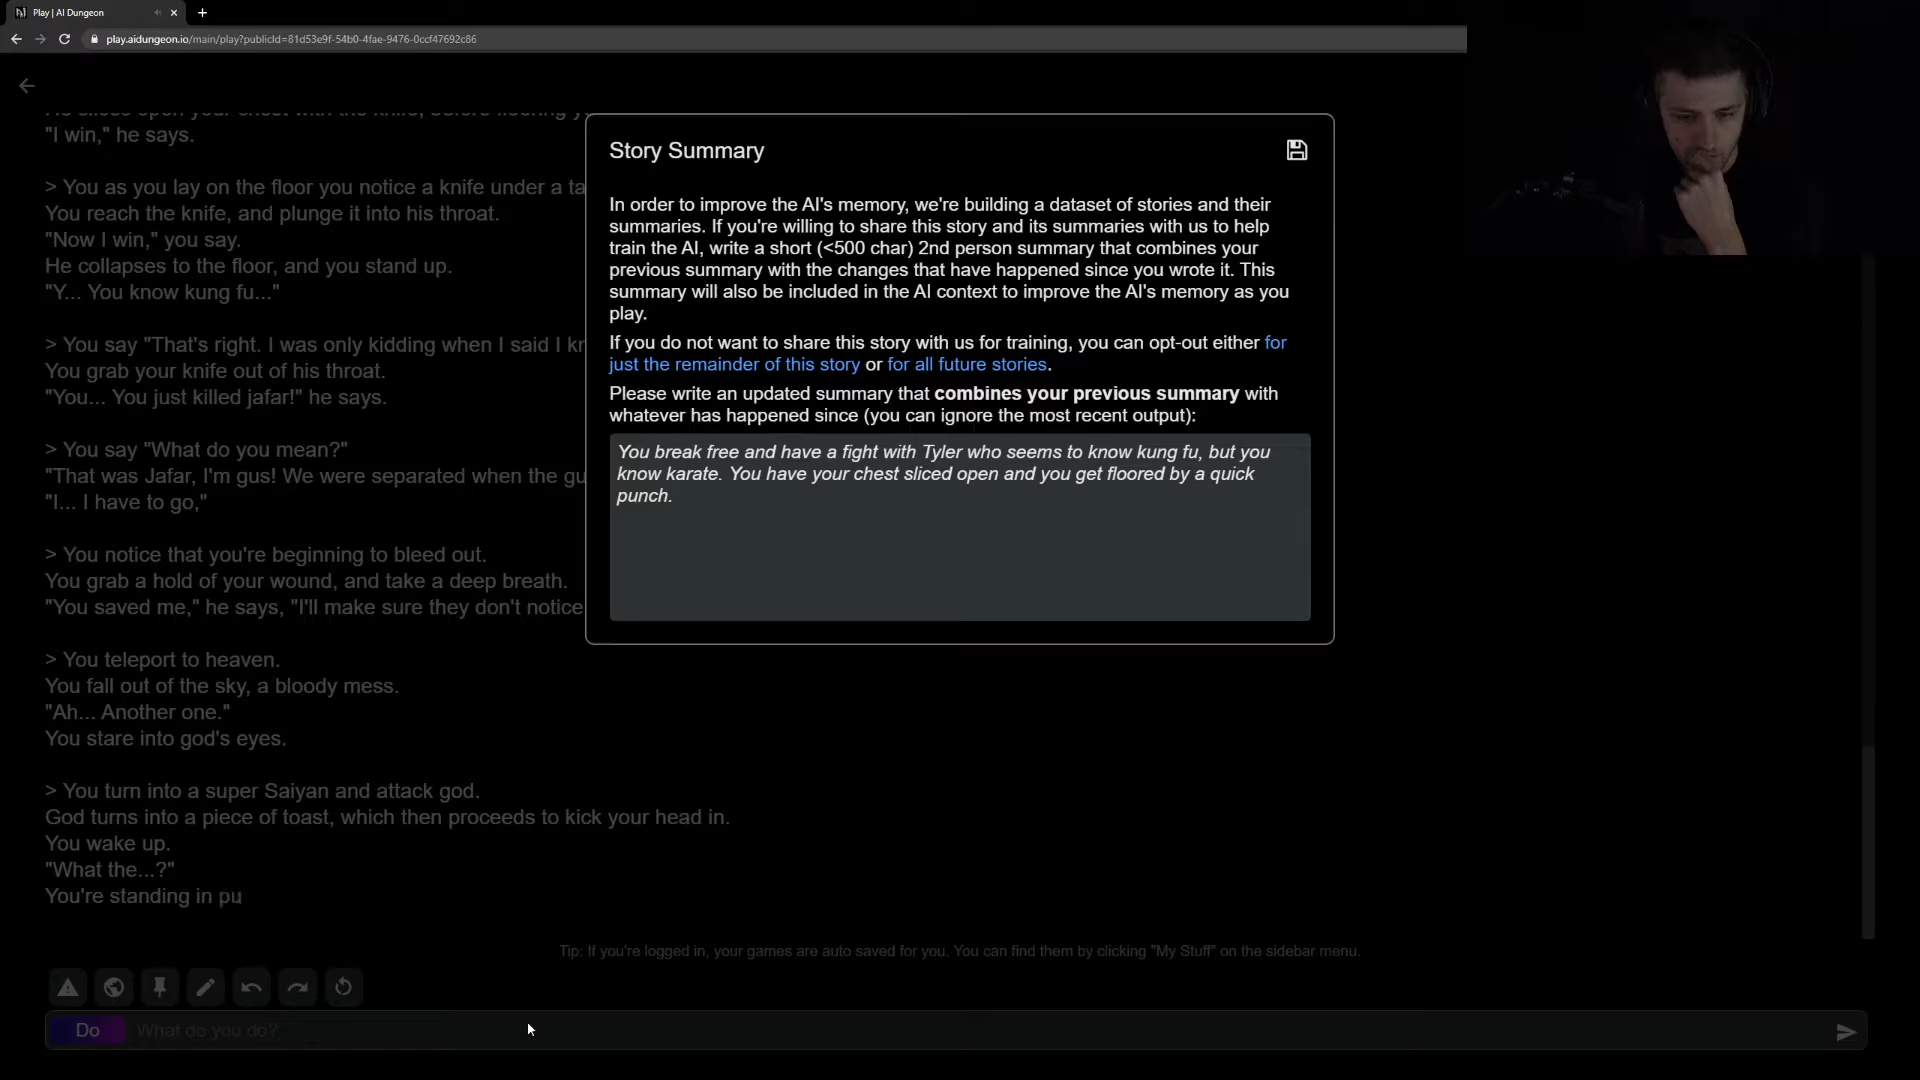 Play | AI Dungeon
play.aidungeon.io/main/play?publicId=81d53e9f-54b0-4fae-9476-0ccf47692c86
"I win," he says.
> You as you lay on the floor you notice a knife under a ta
You reach the knife, and plunge it into his throat.
"Now I win," you say.
He collapses to the floor, and you stand up.
"Y... You know kung fu..."
> You say "That's right. I was only kidding when I said I kr
You grab your knife out of his throat.
"You... You just killed jafar!" he says.
> You say "What do you mean?"
"That was Jafar, I'm gus! We were separated when the gu
"I... I have to go,"
> You notice that you're beginning to bleed out.
You grab a hold of your wound, and take a deep breath.
"You saved me," he says, "I'll make sure they don't notice
> You teleport to heaven.
You fall out of the sky, a bloody mess.
"Ah... Another one."
You stare into god's eyes.
> You turn into a super Saiyan and attack god.
God turns into a piece of toast, which then proceeds to kick your head in.
You wake up.
"What the...?"
You're standing in pu
Story Summary
In order to improve the AI's memory, we're building a dataset of stories and their
summaries. If you're willing to share this story and its summaries with us to help
train the AI, write a short (<500 char) 2nd person summary that combines your
previous summary with the changes that have happened since you wrote it. This
summary will also be included in the AI context to improve the AI's memory as you
play.
If you do not want to share this story with us for training, you can opt-out either for
just the remainder of this story or for all future stories.
Please write an updated summary that combines your previous summary with
whatever has happened since (you can ignore the most recent output):
You break free and have a fight with Tyler who seems to know kung fu, but you
know karate. You have your chest sliced open and you get floored by a quick
punch.
Tip: If you're logged in, your games are auto saved for you. You can find them by clicking "My Stuff" on the sidebar menu.
Do What do you do?